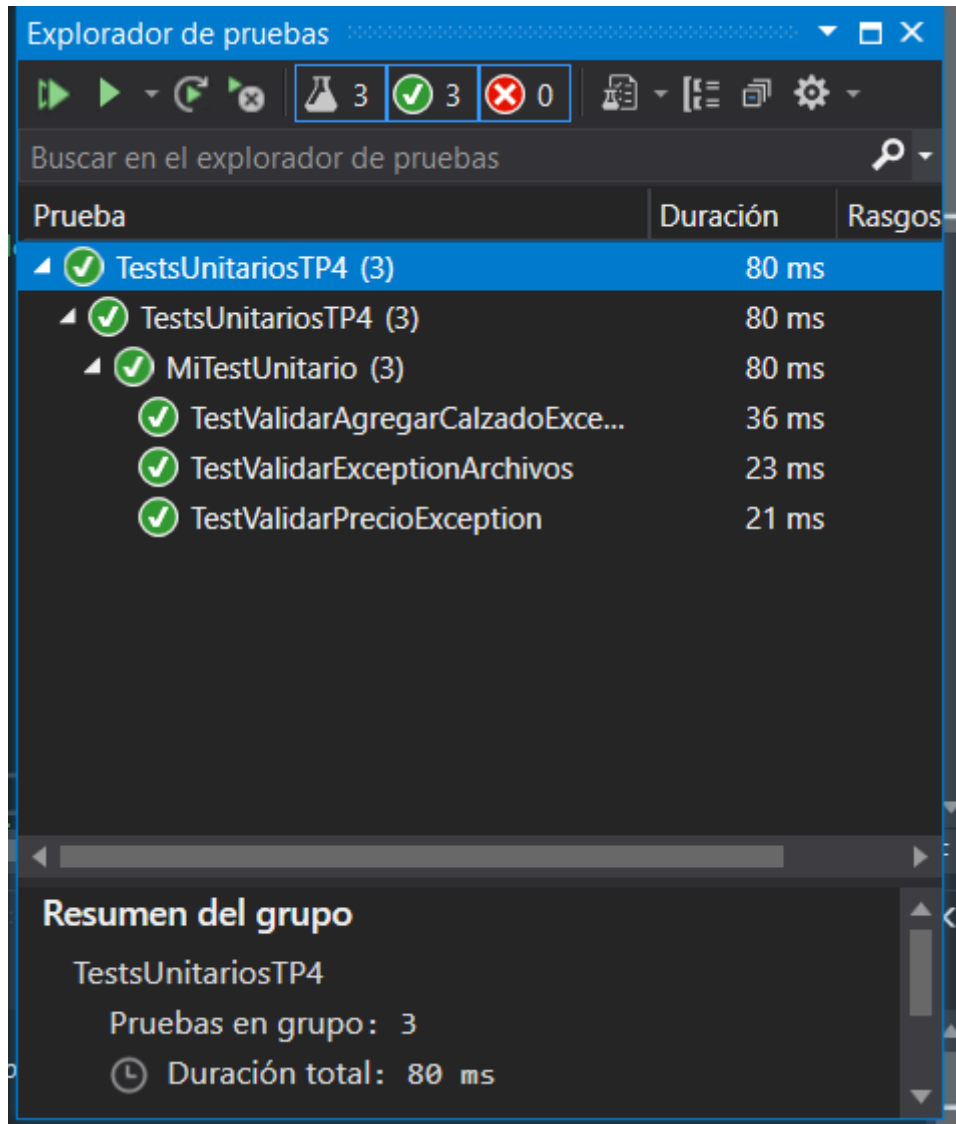 Explorador de pruebas
3 3 0
Buscar en el explorador de pruebas
Prueba Duración Rasgos
TestsUnitariosTP4 (3) 80 ms
TestsUnitariosTP4 (3) 80 ms
MiTestUnitario (3) 80 ms
TestValidarAgregarCalzadoExce... 36 ms
TestValidarExceptionArchivos 23 ms
TestValidarPrecioException 21 ms
Resumen del grupo
TestsUnitariosTP4
Pruebas en grupo: 3
Duración total: 80 ms